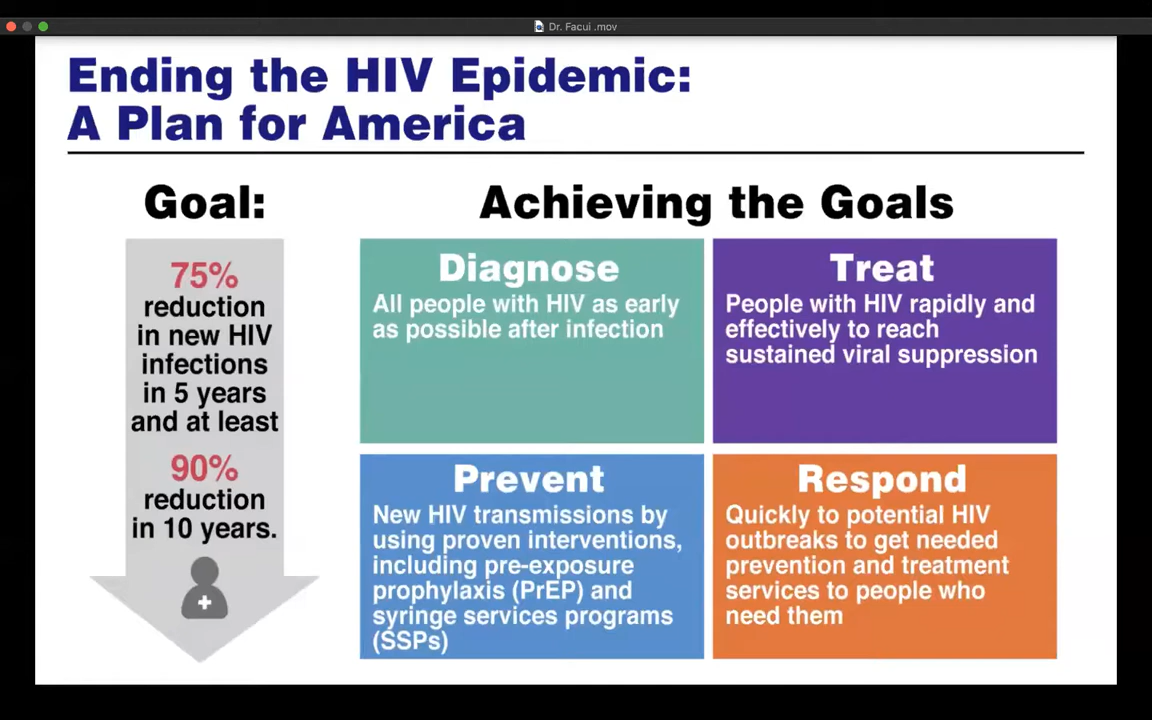 Dr. Facui .mov
Ending the HIV Epidemic:
A Plan for America
Goal:
75%
reduction
in new HIV
infections
in 5 years
and at least
90%
reduction
in 10 years.
Achieving the Goals
Diagnose
All people with HIV as early
as possible after infection
Treat
People with HIV rapidly and
effectively to reach
sustained viral suppression
Prevent
New HIV transmissions by
using proven interventions,
including pre-exposure
prophylaxis (PrEP) and
syringe services programs
(SSPs)
Respond
Quickly to potential HIV
outbreaks to get needed
prevention and treatment
services to people who
need them